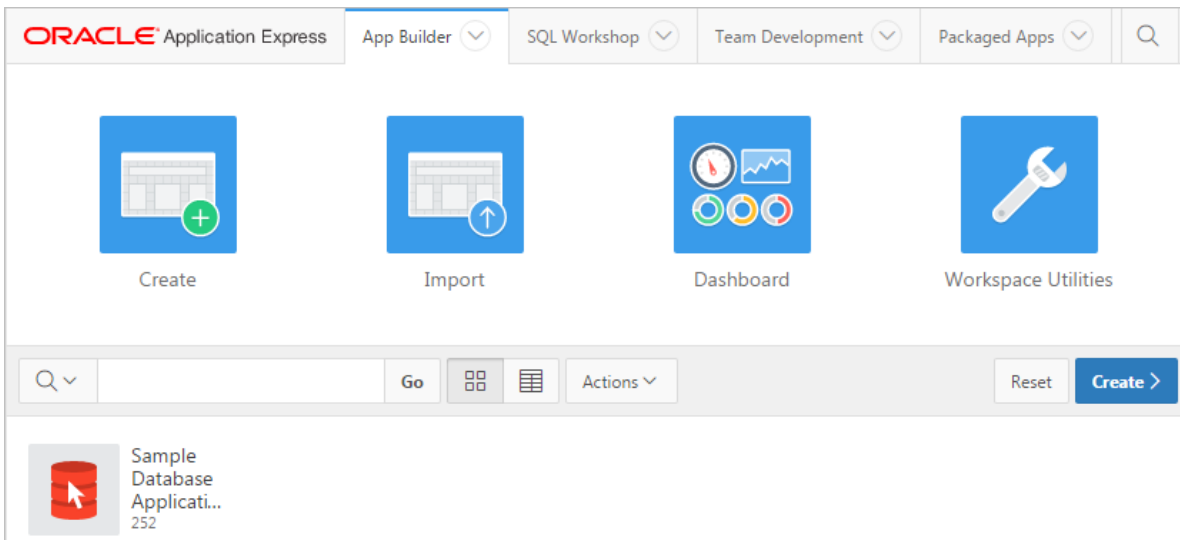 ORACLE Application Express App Builder SQL Workshop Team Development Packaged Apps
Create Import Dashboard Workspace Utilities
Go Actions Reset Create
Sample
Database
Applicati...
252